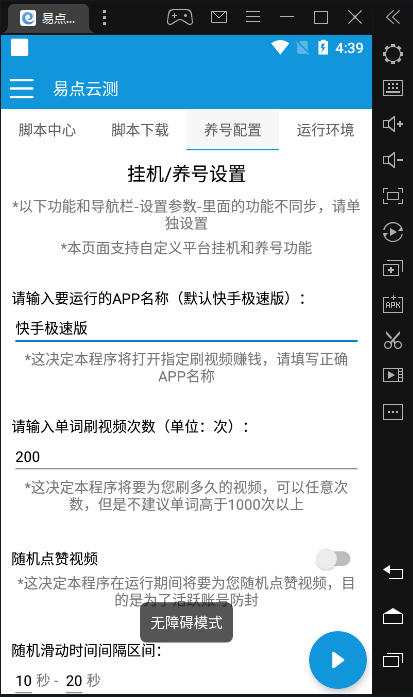 易点云...
4:39
易点云测
脚本中心
脚本下载
养号配置
运行环境
挂机/养号设置
*以下功能和导航栏-设置参数-里面的功能不同步，请单
独设置
*本页面支持自定义平台挂机和养号功能
请输入要运行的APP名称（默认快手极速版）：
快手极速版
*这决定本程序将打开指定刷视频赚钱，请填写正确
APP名称
请输入单词刷视频次数（单位：次）：
200
*这决定本程序将要为您刷多久的视频，可以任意次
数，但是不建议单词高于1000次以上
随机点赞视频
*这决定本程序在运行期间将要为您随机点赞视频，目
的是为了活跃账号防封
无障碍模式
随机滑动时间间隔区间：
10 秒 - 20 秒
APK